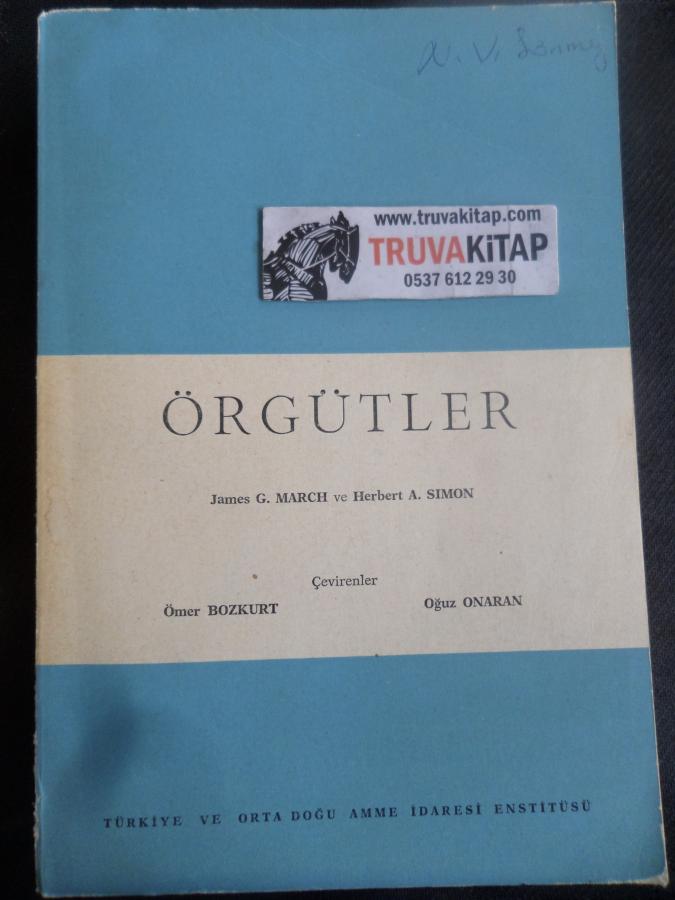 www.truvakitap.com
TRUVAKiTAP
0537 612 29 30
ÖRGÜTLER
James G. MARCH ve Herbert A. SIMON
Çevirenler
Ömer BOZKURT Oğuz ONARAN
TÜRKİYE VE ORTA DOĞU AMME İDARESİ ENSTİTÜSÜ